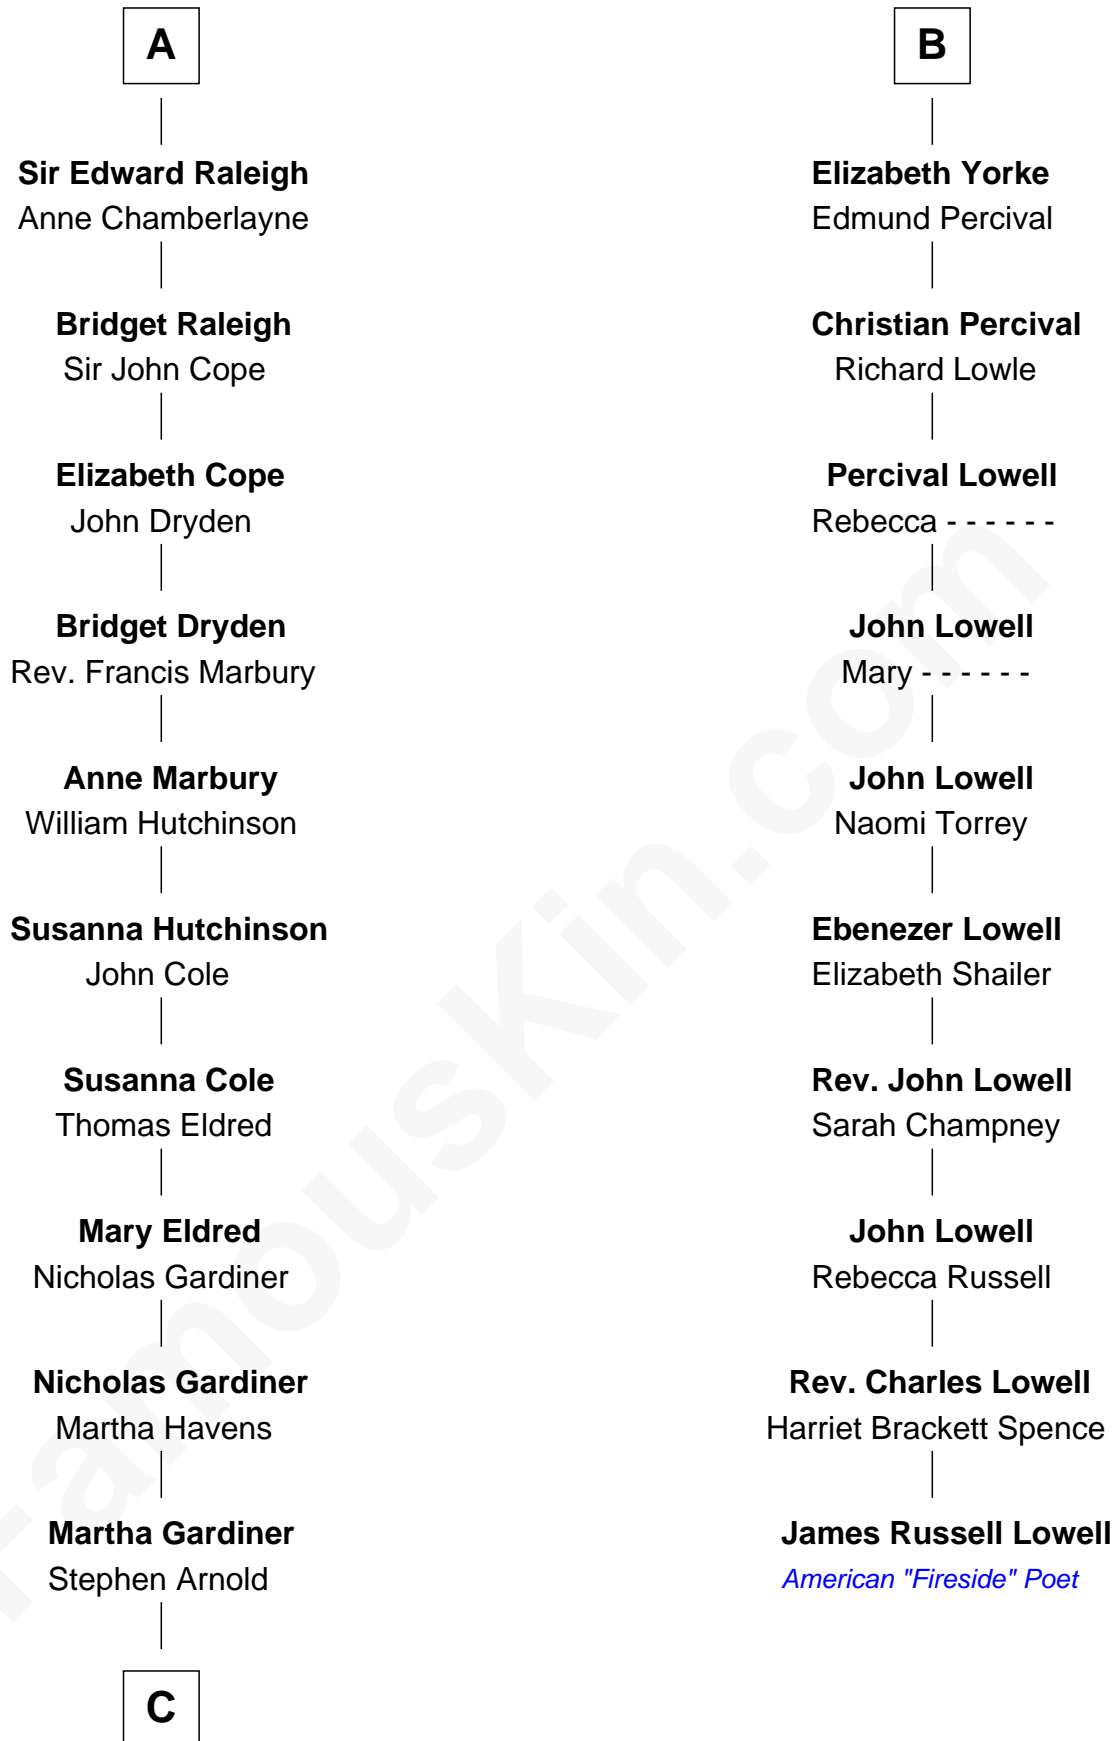 A
Sir Edward Raleigh
Anne Chamberlayne
Bridget Raleigh
Sir John Cope
Elizabeth Cope
John Dryden
Bridget Dryden
Rev. Francis Marbury
Anne Marbury
William Hutchinson
Susanna Hutchinson
John Cole
Susanna Cole
Thomas Eldred
Mary Eldred
Nicholas Gardiner
Nicholas Gardiner
Martha Havens
Martha Gardiner
Stephen Arnold
C
B
Elizabeth Yorke
Edmund Percival
Christian Percival
Richard Lowle
Percival Lowell
Rebecca - - - - - -
John Lowell
Mary - - - - - -
John Lowell
Naomi Torrey
Ebenezer Lowell
Elizabeth Shailer
Rev. John Lowell
Sarah Champney
John Lowell
Rebecca Russell
Rev. Charles Lowell
Harriet Brackett Spence
James Russell Lowell
American "Fireside" Poet
FamousKin.com